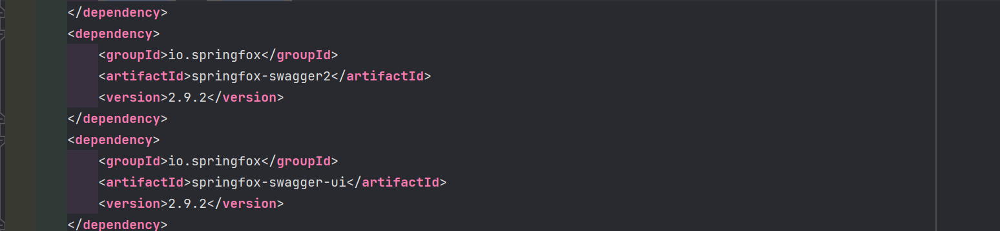 </dependency>
<dependency>
<groupId>io.springfox</groupId>
<artifactId>springfox-swagger2</artifactId>
<version>2.9.2</version>
</dependency>
<dependency>
<groupId>io.springfox</groupId>
<artifactId>springfox-swagger-ui</artifactId>
<version>2.9.2</version>
</dependency>